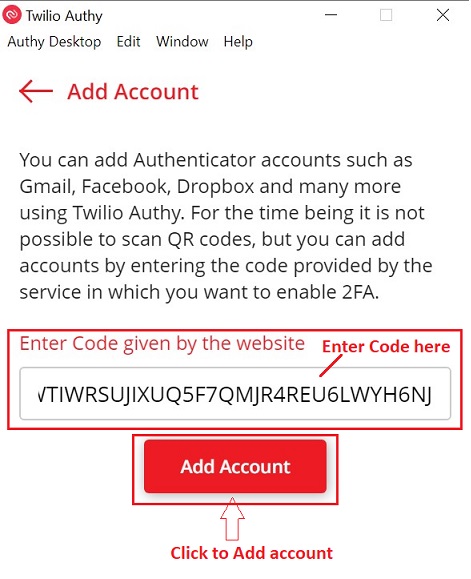 Twilio Authy
Authy Desktop Edit Window Help
Add Account
You can add Authenticator accounts such as
Gmail, Facebook, Dropbox and many more
using Twilio Authy. For the time being it is not
possible to scan QR codes, but you can add
accounts by entering the code provided by the
service in which you want to enable 2FA.
Enter Code given by the website
Enter Code here
VTIWRSUJIXUQ5F7QMJR4REU6LWYH6NJ
Add Account
Click to Add account